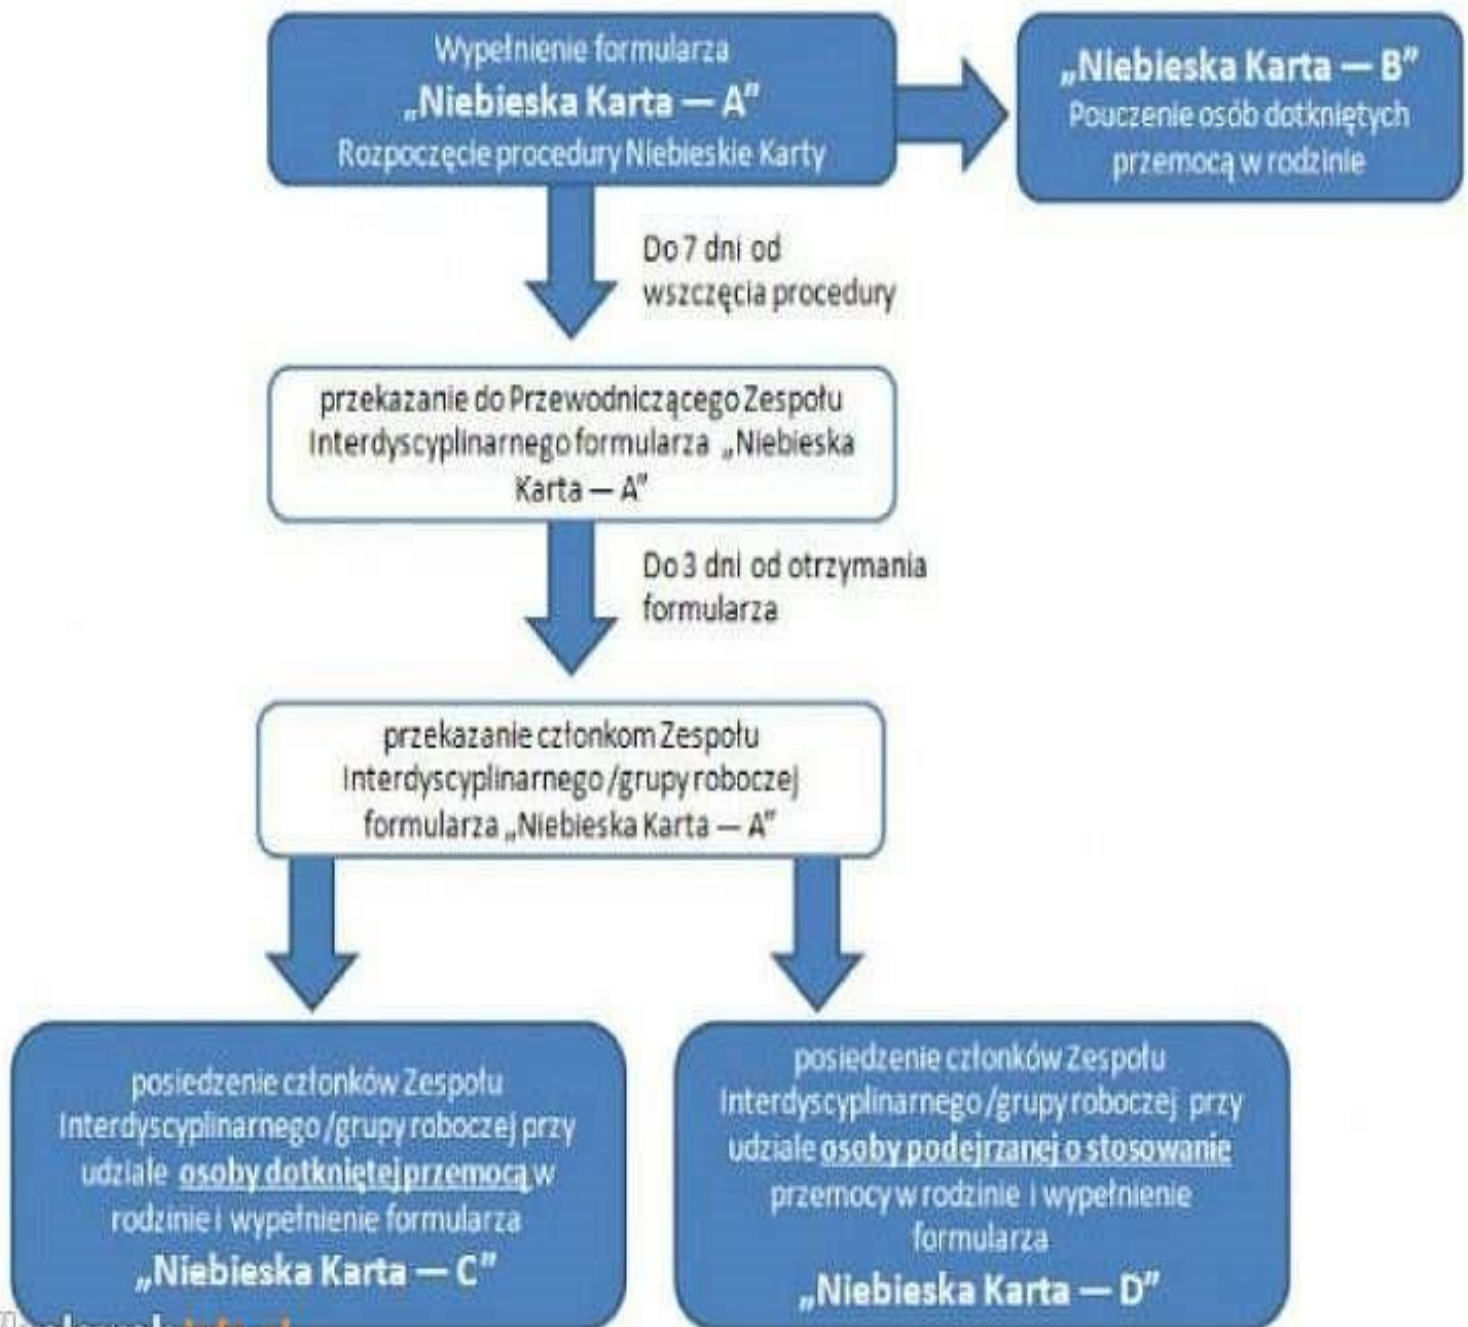 Wypełnienie formularza
„Niebieska Karta — A”
Rozpoczęcie procedury Niebieskie Karty
„Niebieska Karta — B”
Pouczenie osób dotkniętych
przemocą w rodzinie
Do 7 dni od
wszczęcia procedury
przekazanie do Przewodniczącego Zespołu
Interdyscyplinarnego formularza „Niebieska
Karta — A”
Do 3 dni od otrzymania
formularza
przekazanie członkom Zespołu
Interdyscyplinarnego /grupy roboczej
formularza „Niebieska Karta — A”
posiedzenie członków Zespołu
Interdyscyplinarnego /grupy roboczej przy
udziale osoby dotkniętej przemocą w
rodzinie i wypełnienie formularza
„Niebieska Karta — C”
posiedzenie członków Zespołu
Interdyscyplinarnego /grupy roboczej przy
udziale osoby podejrzanej o stosowanie
przemocy w rodzinie i wypełnienie
formularza
„Niebieska Karta — D”